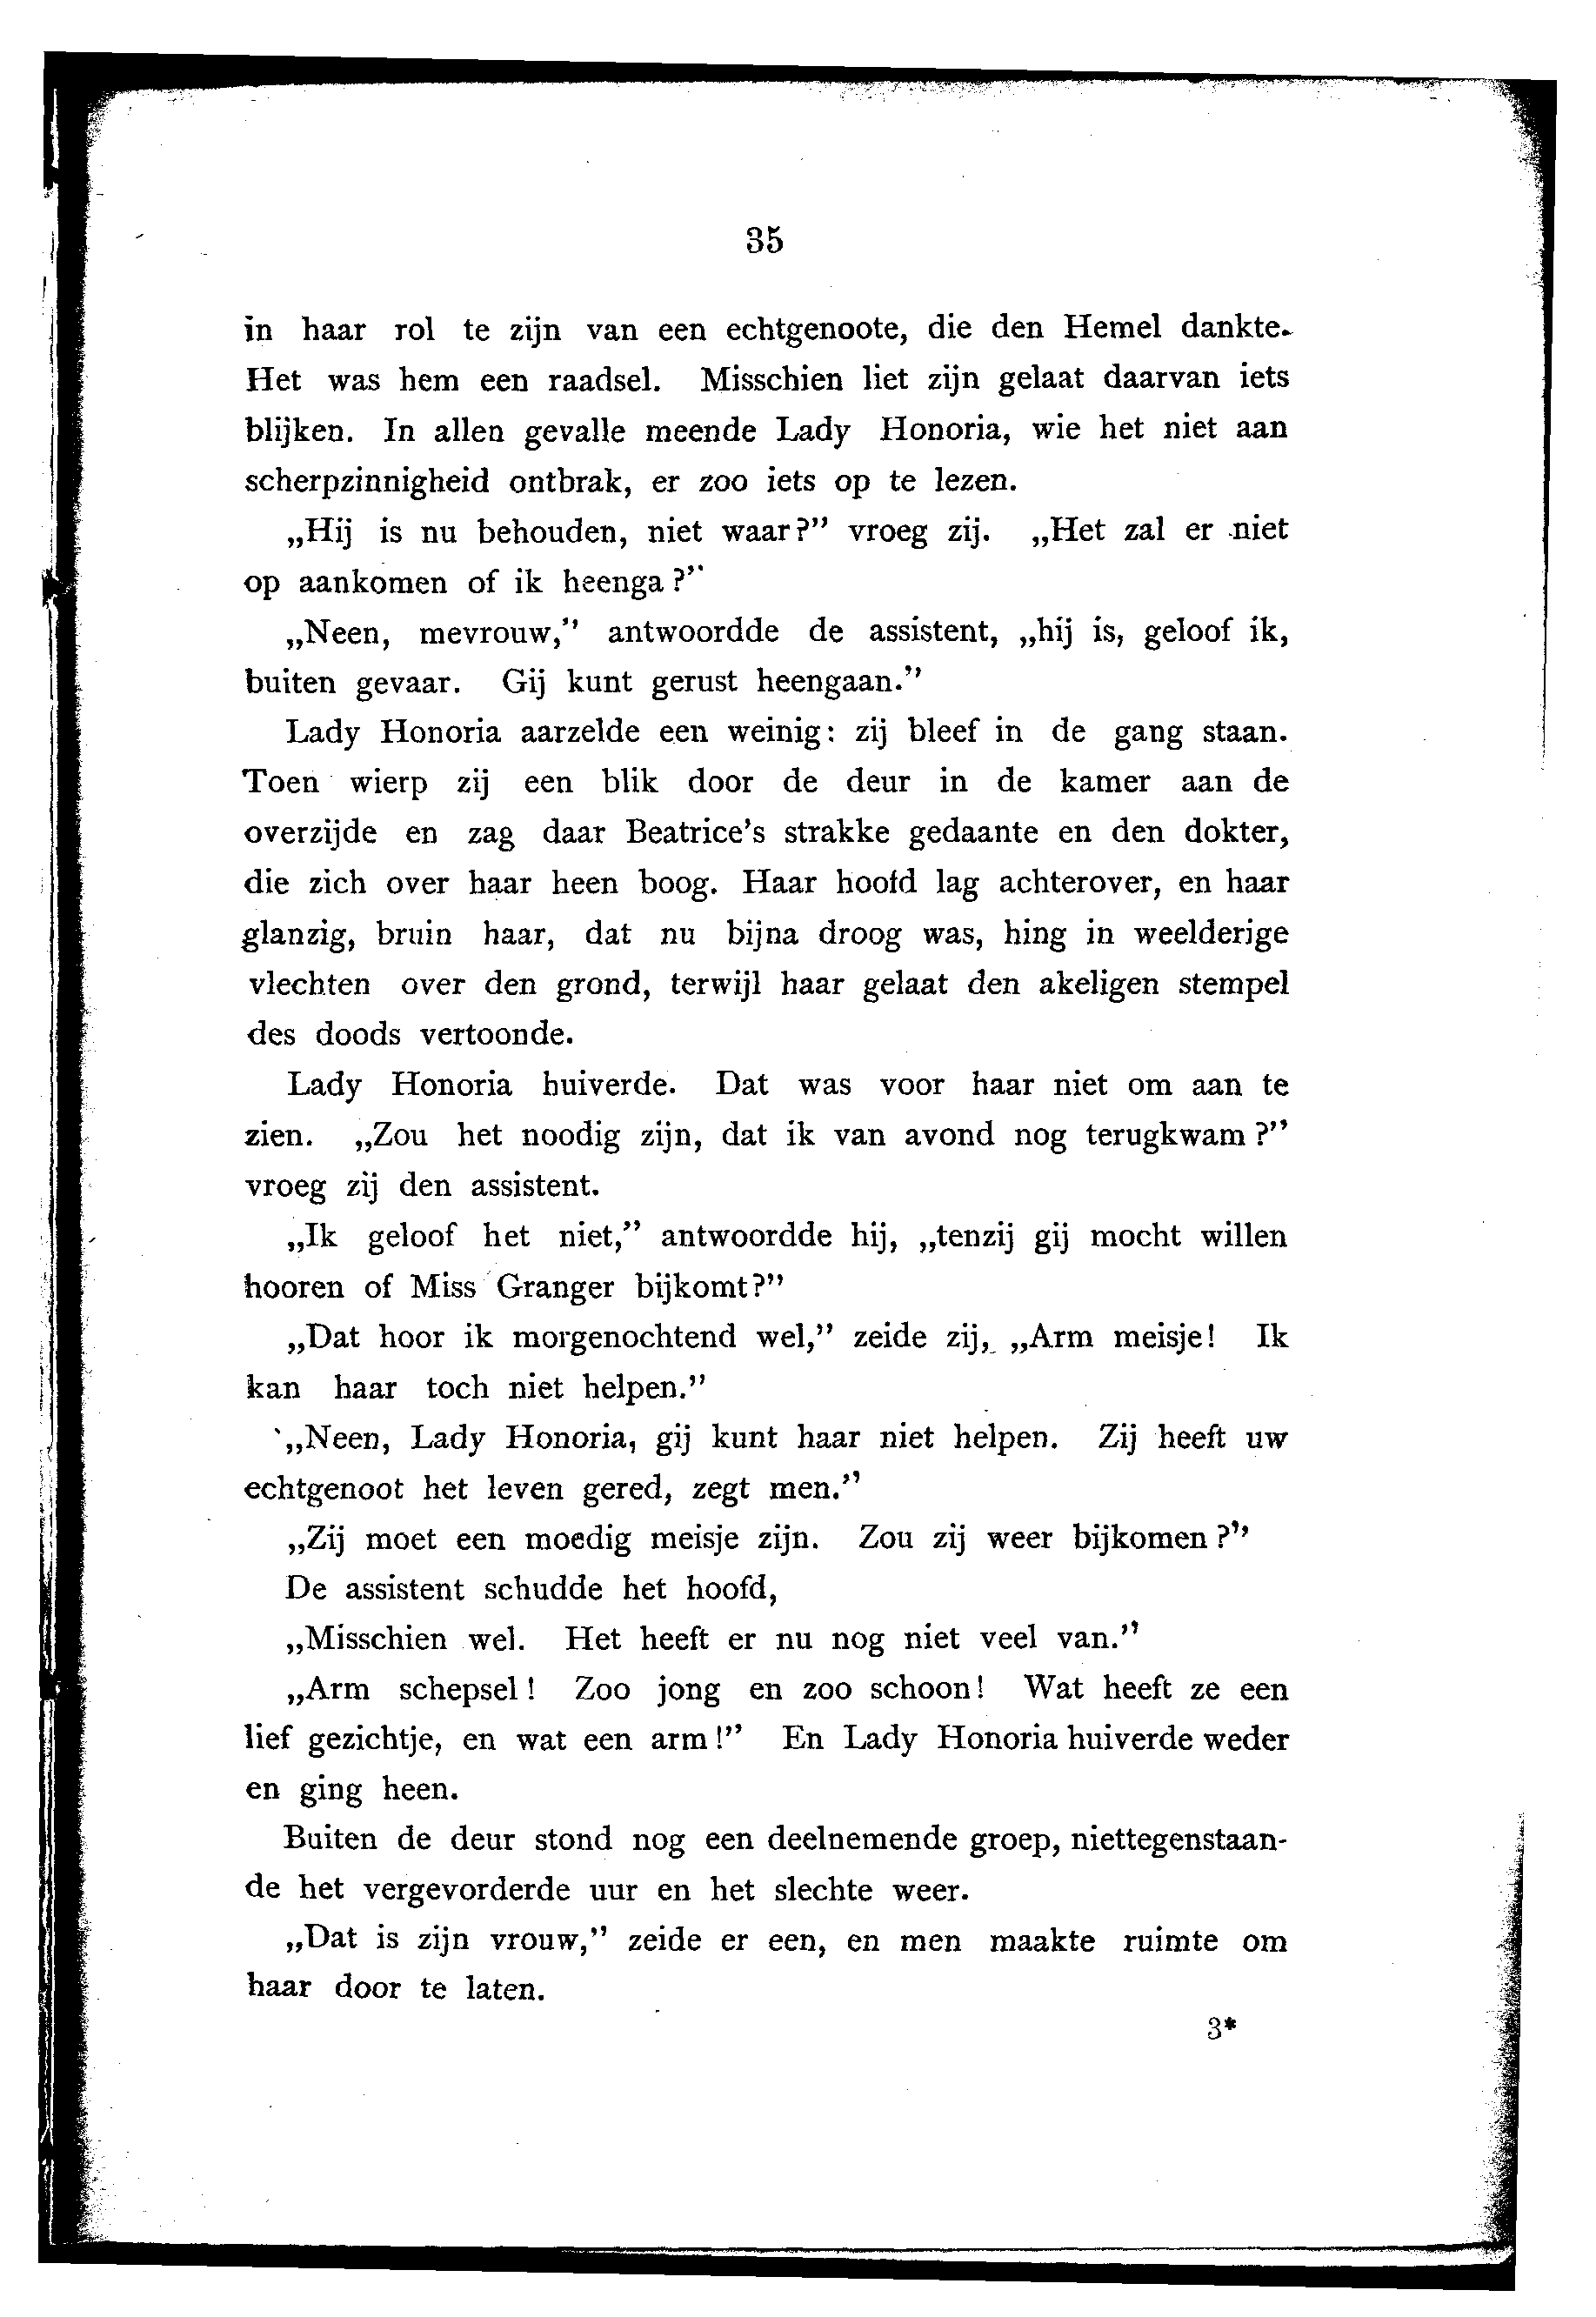 35
in haar rol te zijn van een echtgenoote, die den Hemel dankte.
Het was hem een raadsel. Misschien liet zijn gelaat daarvan iets
blijken. In allen gevalle meende Lady Honoria, wie het niet aan
scherpzinnigheid ontbrak, er zoo iets op te lezen.
„Hij is nu behouden, niet waar?” vroeg zij. „Het zal er niet
op aankomen of ik heenga?”
„Neen, mevrouw,” antwoordde de assistent, „hij is, geloof ik,
buiten gevaar. Gij kunt gerust heengaan.”
Lady Honoria aarzelde een weinig: zij bleef in de gang staan.
Toen wierp zij een blik door de deur in de kamer aan de
overzijde en zag daar Beatrice's strakke gedaante en den dokter,
die zich over haar heen boog. Haar hoofd lag achterover, en haar
glanzig, bruin haar, dat nu bijna droog was, hing in weelderige
vlechten over den grond, terwijl haar gelaat den akeligen stempel
des doods vertoonde.
Lady Honoria huiverde. Dat was voor haar niet om aan te
zien. „Zou het noodig zijn, dat ik van avond nog terugkwam?”
vroeg zij den assistent.
„Ik geloof het niet,” antwoordde hij, „tenzij gij mocht willen
hooren of Miss Granger bijkomt?”
„Dat hoor ik morgenochtend wel,” zeide zij, „Arm meisje! Ik
kan haar toch niet helpen.”
„Neen, Lady Honoria, gij kunt haar niet helpen. Zij heeft uw
echtgenoot het leven gered, zegt men.”
„Zij moet een moedig meisje zijn. Zou zij weer bijkomen?”
De assistent schudde het hoofd,
„Misschien wel. Het heeft er nu nog niet veel van.”
„Arm schepsel! Zoo jong en zoo schoon! Wat heeft ze een
lief gezichtje, en wat een arm!” En Lady Honoria huiverde weder
en ging heen.
Buiten de deur stond nog een deelnemende groep, niettegenstaan-
de het vergevorderde uur en het slechte weer.
„Dat is zijn vrouw,” zeide er een, en men maakte ruimte om
haar door te laten.
3*